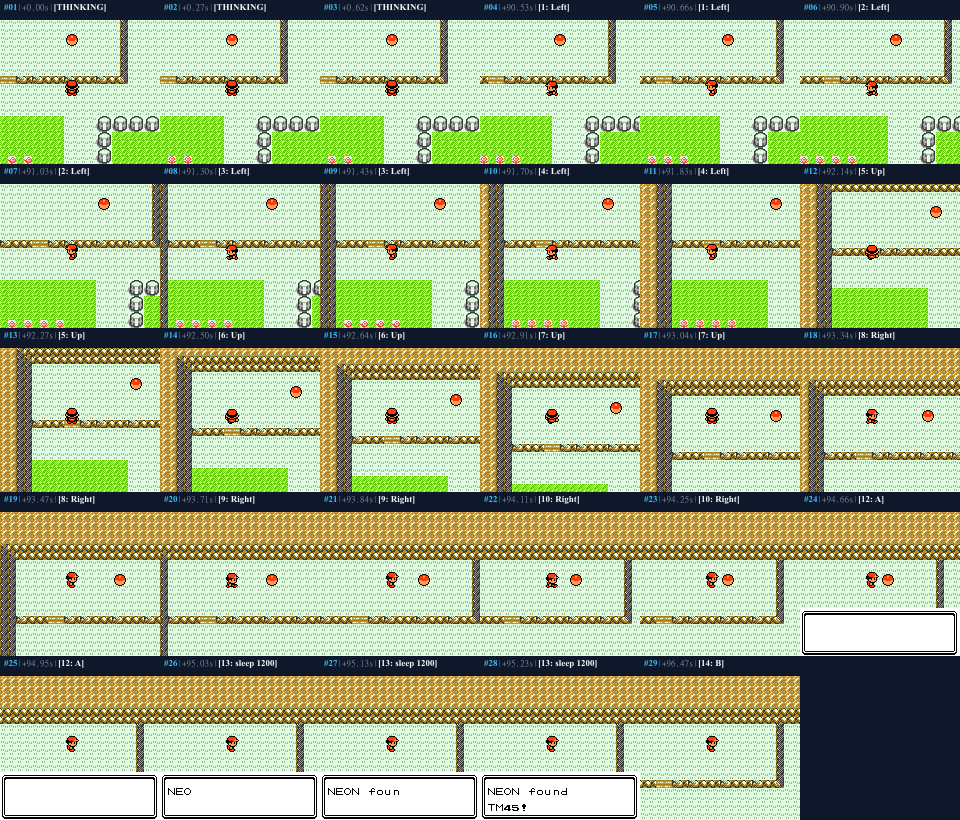 #01|+0.00s| [THINKING]
#02|+0.27s| [THINKING]
#03|+0.62s| [THINKING]
#04|+90.53s| [1: Left]
#05|+90.66s| [1: Left]
#06|+90.90s| [2: Left]
#07|+91.03s| [2: Left]
#08|+91.30s| [3: Left]
#09|+91.43s| [3: Left]
#10|+91.70s| [4: Left]
#11|+91.83s| [4: Left]
#12|+92.14s| [5: Up]
#13|+92.27s| [5: Up]
#14|+92.50s| [6: Up]
#15|+92.64s| [6: Up]
#16|+92.91s| [7: Up]
#17|+93.04s| [7: Up]
#18|+93.34s| [8: Right]
#19|+93.47s| [8: Right]
#20|+93.71s| [9: Right]
#21|+93.84s| [9: Right]
#22|+94.11s| [10: Right]
#23|+94.25s| [10: Right]
#24|+94.66s| [12: A]
#25|+94.95s| [12: A]
#26|+95.03s| [13: sleep 1200]
#27|+95.13s| [13: sleep 1200]
#28|+95.23s| [13: sleep 1200]
#29|+96.47s| [14: B]
NEO
NEON foun
NEON found
TM45!